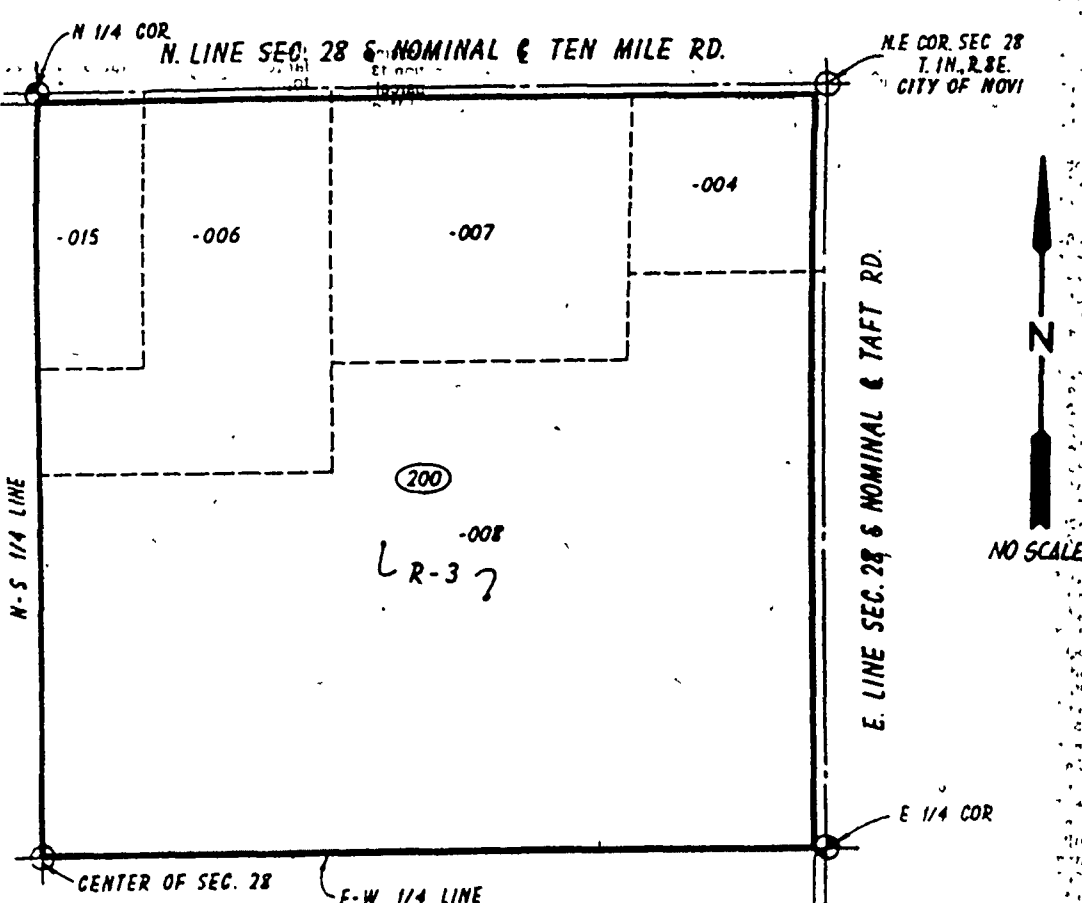 N 1/4 COR
N. LINE SEC. 28 & NOMINAL ℄ TEN MILE RD.
N.E COR. SEC 28
T. 1N., R.8E.
CITY OF NOVI
-004
-015
-006
-007
E. LINE SEC. 28 & NOMINAL ℄ TAFT RD.
N
NO SCALE
200
-008
R-3
N-S 1/4 LINE
E 1/4 COR
CENTER OF SEC. 28
E-W 1/4 LINE